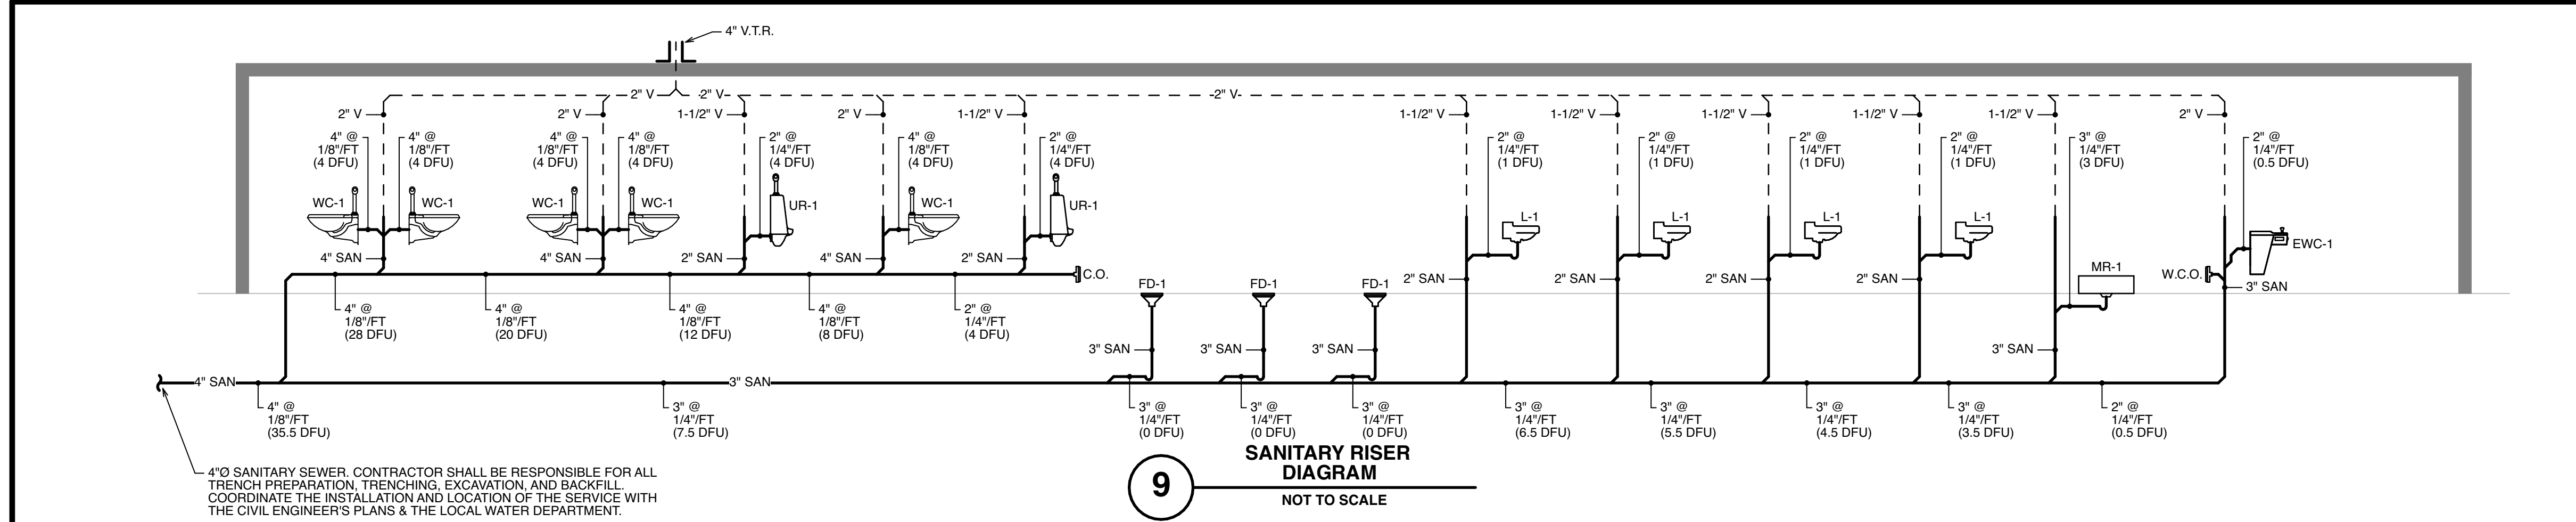 4" V.T.R.
2" V
2" V
2" V
2" V
2" V
1-1/2" V
2" V
1-1/2" V
1-1/2" V
1-1/2" V
1-1/2" V
1-1/2" V
1-1/2" V
2" V
4" @
1/8"/FT
(4 DFU)
4" @
1/8"/FT
(4 DFU)
4" @
1/8"/FT
(4 DFU)
4" @
1/8"/FT
(4 DFU)
2" @
1/4"/FT
(4 DFU)
4" @
1/8"/FT
(4 DFU)
2" @
1/4"/FT
(4 DFU)
2" @
1/4"/FT
(1 DFU)
2" @
1/4"/FT
(1 DFU)
2" @
1/4"/FT
(1 DFU)
2" @
1/4"/FT
(1 DFU)
3" @
1/4"/FT
(3 DFU)
2" @
1/4"/FT
(0.5 DFU)
WC-1
WC-1
WC-1
WC-1
UR-1
WC-1
UR-1
L-1
L-1
L-1
L-1
EWC-1
MR-1
W.C.O.
3" SAN
4" SAN
4" SAN
2" SAN
4" SAN
2" SAN
C.O.
FD-1
FD-1
FD-1
2" SAN
2" SAN
2" SAN
2" SAN
4" @
1/8"/FT
(28 DFU)
4" @
1/8"/FT
(20 DFU)
4" @
1/8"/FT
(12 DFU)
4" @
1/8"/FT
(8 DFU)
2" @
1/4"/FT
(4 DFU)
3" SAN
3" SAN
3" SAN
3" SAN
4" SAN
3" SAN
4" @
1/8"/FT
(35.5 DFU)
3" @
1/4"/FT
(7.5 DFU)
3" @
1/4"/FT
(0 DFU)
3" @
1/4"/FT
(0 DFU)
3" @
1/4"/FT
(0 DFU)
3" @
1/4"/FT
(6.5 DFU)
3" @
1/4"/FT
(5.5 DFU)
3" @
1/4"/FT
(4.5 DFU)
3" @
1/4"/FT
(3.5 DFU)
2" @
1/4"/FT
(0.5 DFU)
4"Ø SANITARY SEWER. CONTRACTOR SHALL BE RESPONSIBLE FOR ALL
TRENCH PREPARATION, TRENCHING, EXCAVATION, AND BACKFILL.
COORDINATE THE INSTALLATION AND LOCATION OF THE SERVICE WITH
THE CIVIL ENGINEER'S PLANS & THE LOCAL WATER DEPARTMENT.
9
SANITARY RISER
DIAGRAM
NOT TO SCALE